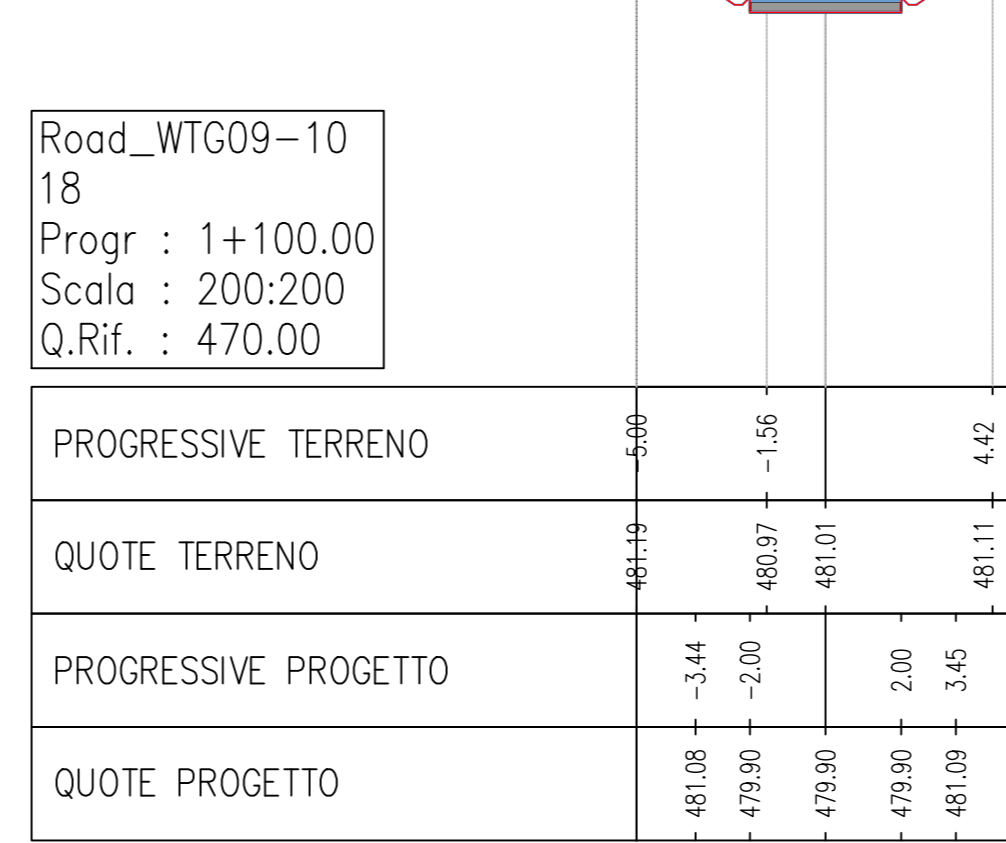 Road_WTG09-10
18
Progr : 1+100.00
Scala : 200:200
Q.Rif. : 470.00
PROGRESSIVE TERRENO -5.00 -1.56 4.42
QUOTE TERRENO 481.19 480.97 481.01 481.11
PROGRESSIVE PROGETTO -3.44 -2.00 2.00 3.45
QUOTE PROGETTO 481.08 479.90 479.90 479.90 481.09